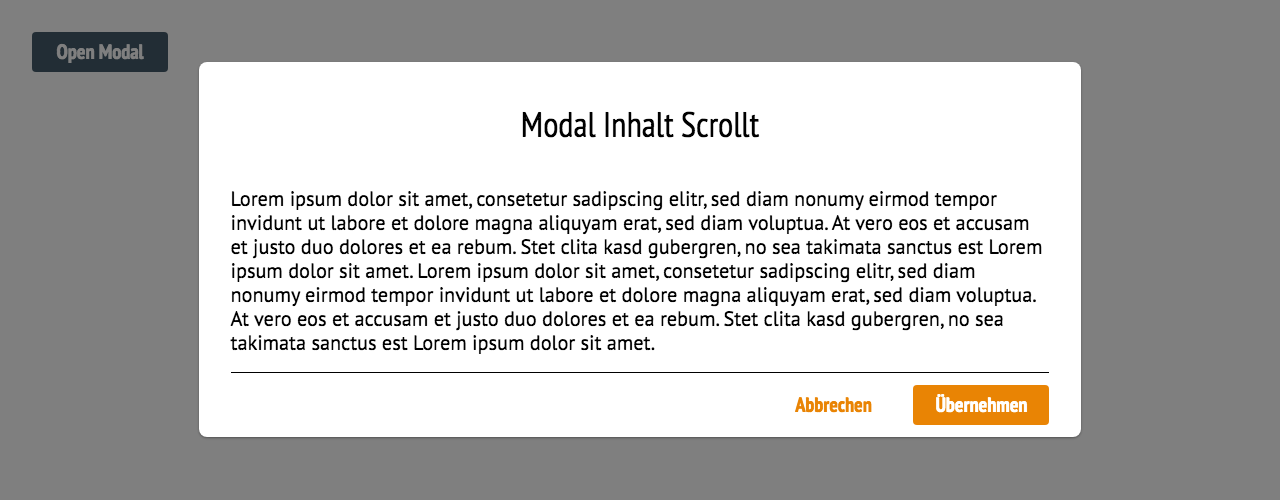 Open Modal
Modal Inhalt Scrollt
Lorem ipsum dolor sit amet, consetetur sadipscing elitr, sed diam nonumy eirmod tempor
invidunt ut labore et dolore magna aliquyam erat, sed diam voluptua. At vero eos et accusam
et justo duo dolores et ea rebum. Stet clita kasd gubergren, no sea takimata sanctus est Lorem
ipsum dolor sit amet. Lorem ipsum dolor sit amet, consetetur sadipscing elitr, sed diam
nonumy eirmod tempor invidunt ut labore et dolore magna aliquyam erat, sed diam voluptua.
At vero eos et accusam et justo duo dolores et ea rebum. Stet clita kasd gubergren, no sea
takimata sanctus est Lorem ipsum dolor sit amet.
Abbrechen
Übernehmen